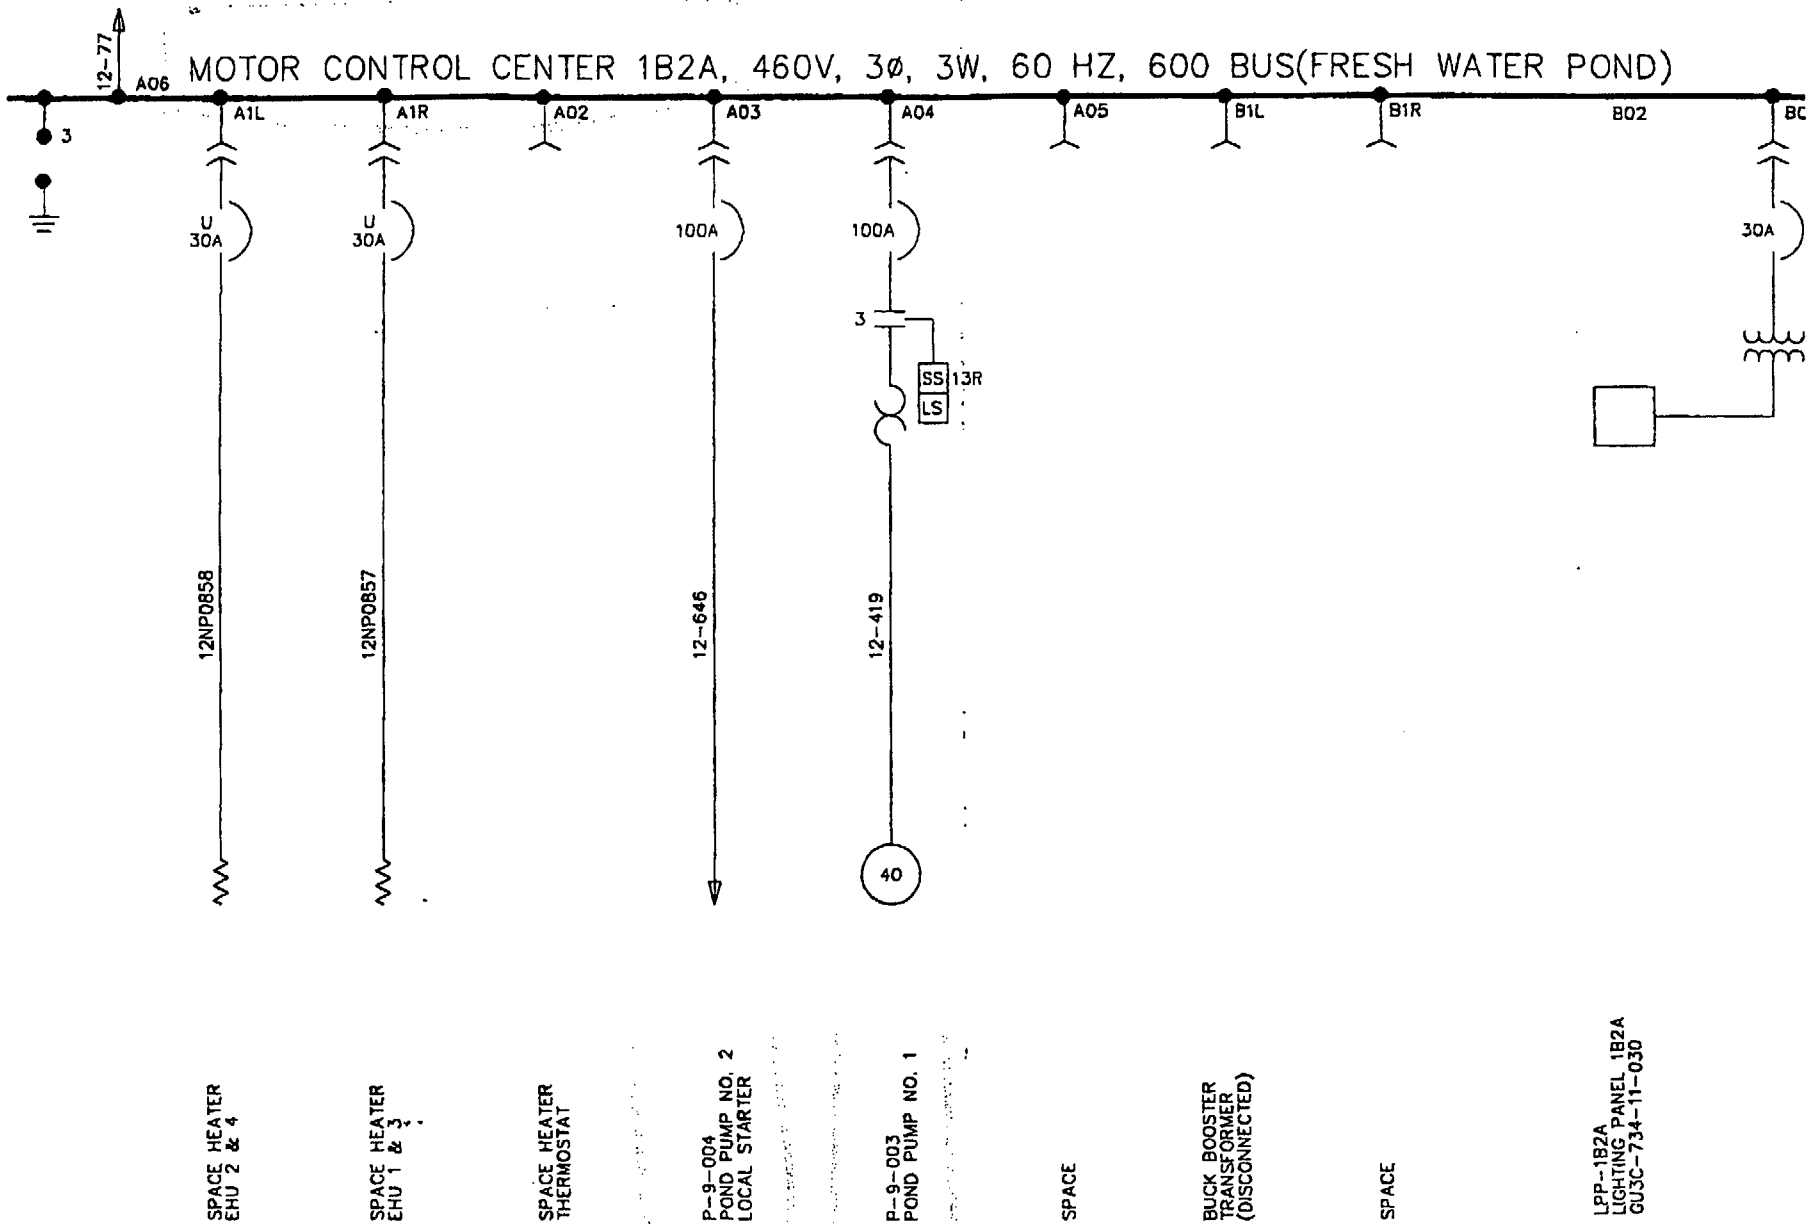 12-77
MOTOR CONTROL CENTER 1B2A, 460V, 3ø, 3W, 60 HZ, 600 BUS(FRESH WATER POND)
A06
A1L
A1R
A02
A03
A04
A05
B1L
B1R
B02
3
U
30A
U
30A
100A
100A
30A
3
SS
13R
LS
12NP0858
12NP0857
12-646
12-419
40
SPACE HEATER
EHU 2 & 4
SPACE HEATER
EHU 1 & 3
SPACE HEATER
THERMOSTAT
P-9-004
POND PUMP NO. 2
LOCAL STARTER
P-9-003
POND PUMP NO. 1
SPACE
BUCK BOOSTER
TRANSFORMER
(DISCONNECTED)
SPACE
LPP-1B2A
LIGHTING PANEL 1B2A
GU3C-734-11-030